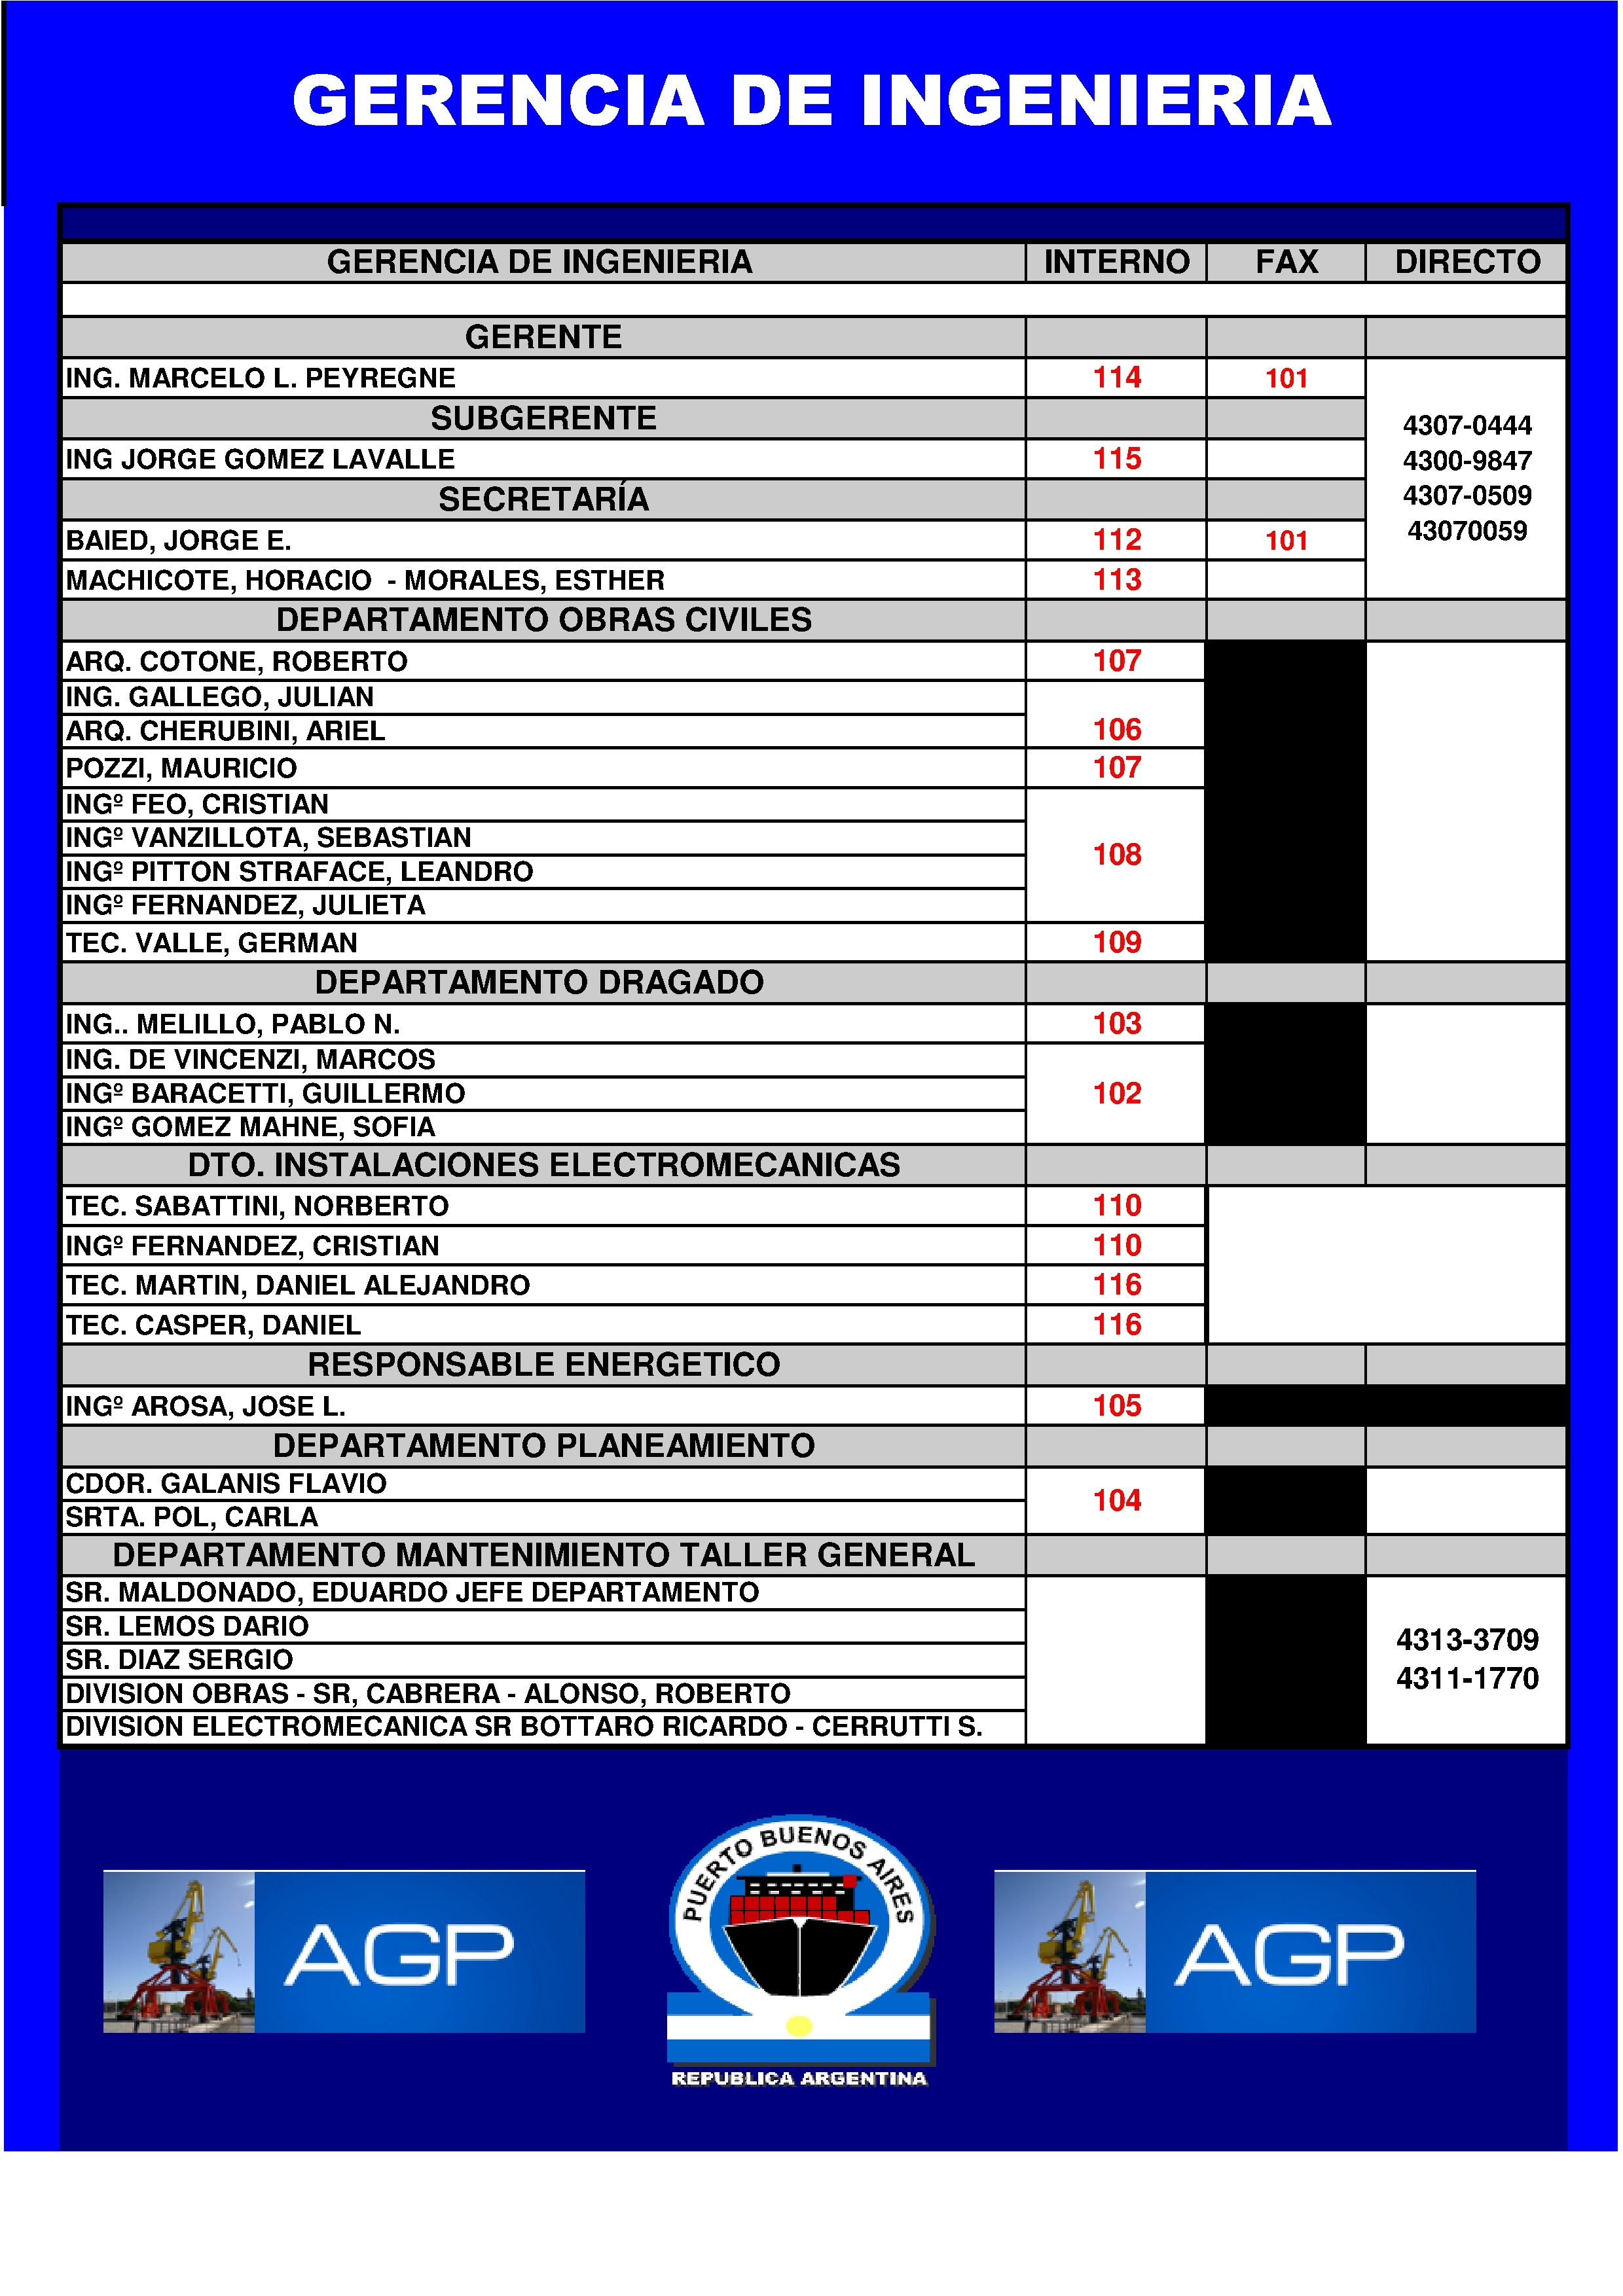 GERENCIA DE INGENIERIA
GERENCIA DE INGENIERIA INTERNO FAX DIRECTO
GERENTE
ING. MARCELO L. PEYREGNE 114 101
SUBGERENTE
4307-0444
ING JORGE GOMEZ LAVALLE 115
4300-9847
SECRETARÍA
4307-0509
BAIED, JORGE E. 112 101
43070059
MACHICOTE, HORACIO - MORALES, ESTHER 113
DEPARTAMENTO OBRAS CIVILES
ARQ. COTONE, ROBERTO 107
ING. GALLEGO, JULIAN
ARQ. CHERUBINI, ARIEL 106
POZZI, MAURICIO 107
INGº FEO, CRISTIAN
INGº VANZILLOTA, SEBASTIAN
108
INGº PITTON STRAFACE, LEANDRO
INGº FERNANDEZ, JULIETA
TEC. VALLE, GERMAN 109
DEPARTAMENTO DRAGADO
ING.. MELILLO, PABLO N. 103
ING. DE VINCENZI, MARCOS
INGº BARACETTI, GUILLERMO 102
INGº GOMEZ MAHNE, SOFIA
DTO. INSTALACIONES ELECTROMECANICAS
TEC. SABATTINI, NORBERTO 110
INGº FERNANDEZ, CRISTIAN 110
TEC. MARTIN, DANIEL ALEJANDRO 116
TEC. CASPER, DANIEL 116
RESPONSABLE ENERGETICO
INGº AROSA, JOSE L. 105
DEPARTAMENTO PLANEAMIENTO
CDOR. GALANIS FLAVIO
104
SRTA. POL, CARLA
DEPARTAMENTO MANTENIMIENTO TALLER GENERAL
SR. MALDONADO, EDUARDO JEFE DEPARTAMENTO
SR. LEMOS DARIO
4313-3709
SR. DIAZ SERGIO
4311-1770
DIVISION OBRAS - SR, CABRERA - ALONSO, ROBERTO
DIVISION ELECTROMECANICA SR BOTTARO RICARDO - CERRUTTI S.
AGP
PUERTO BUENOS AIRES
REPUBLICA ARGENTINA
AGP